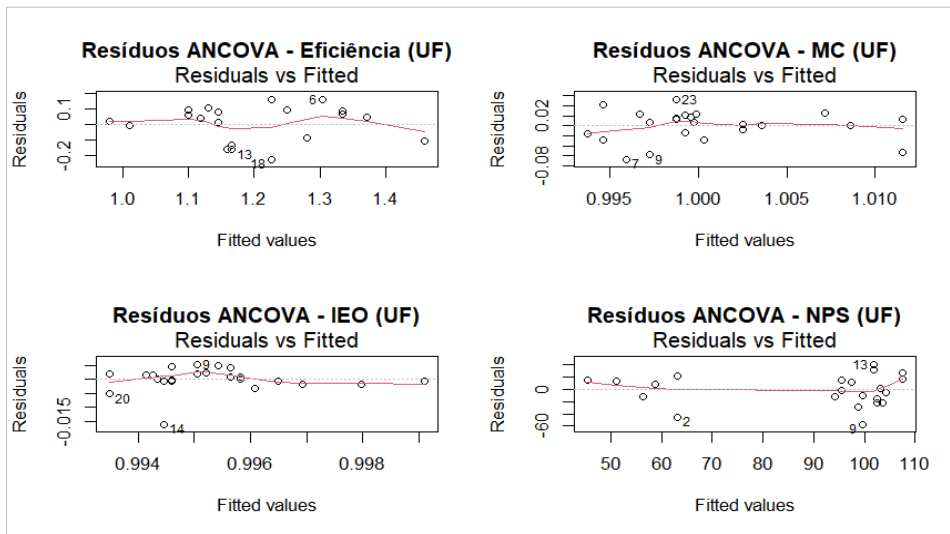 Resíduos ANCOVA - Eficiência (UF)
Residuals vs Fitted
Residuals
0.1
-0.2
6
13
18
1.0 1.1 1.2 1.3 1.4
Fitted values
Resíduos ANCOVA - MC (UF)
Residuals vs Fitted
Residuals
0.02
-0.08
23
7
9
0.995 1.000 1.005 1.010
Fitted values
Resíduos ANCOVA - IEO (UF)
Residuals vs Fitted
Residuals
-0.015
9
20
14
0.994 0.996 0.998
Fitted values
Resíduos ANCOVA - NPS (UF)
Residuals vs Fitted
Residuals
0
-60
13
2
9
50 60 70 80 90 100 110
Fitted values